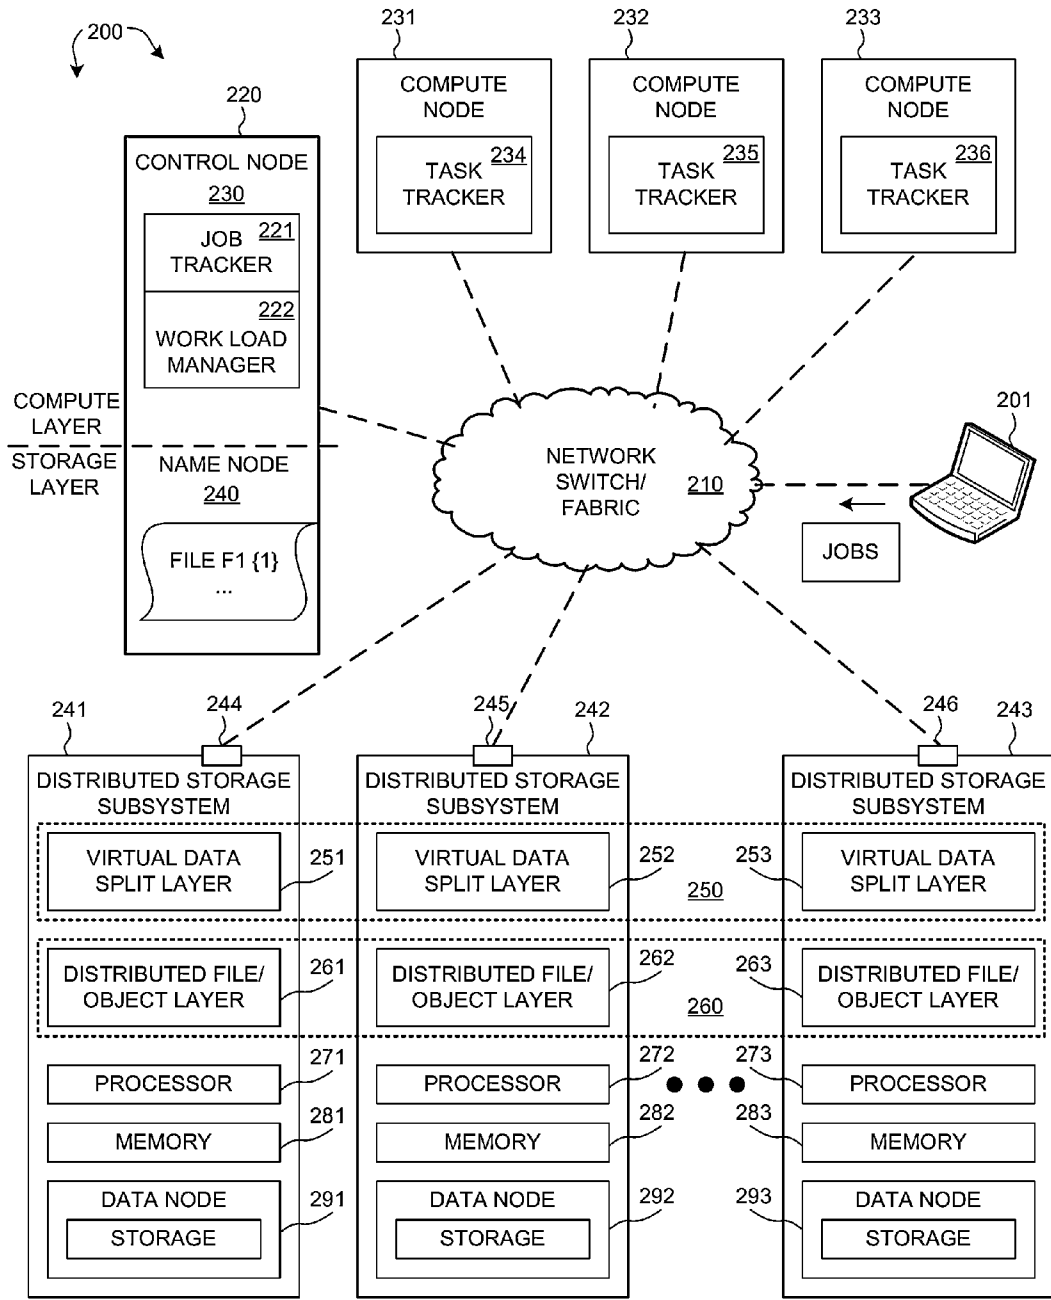 200
231
232
233
COMPUTE
NODE
234
TASK
TRACKER
COMPUTE
NODE
235
TASK
TRACKER
COMPUTE
NODE
236
TASK
TRACKER
220
CONTROL NODE
230
221
JOB
TRACKER
222
WORK LOAD
MANAGER
COMPUTE
LAYER
STORAGE
LAYER
NAME NODE
240
FILE F1 {1}
...
NETWORK
SWITCH/
FABRIC
210
201
JOBS
241
244
245
242
246
243
DISTRIBUTED STORAGE
SUBSYSTEM
DISTRIBUTED STORAGE
SUBSYSTEM
DISTRIBUTED STORAGE
SUBSYSTEM
VIRTUAL DATA
SPLIT LAYER
251
VIRTUAL DATA
SPLIT LAYER
252
253
250
VIRTUAL DATA
SPLIT LAYER
DISTRIBUTED FILE/
OBJECT LAYER
261
DISTRIBUTED FILE/
OBJECT LAYER
262
263
260
DISTRIBUTED FILE/
OBJECT LAYER
PROCESSOR
271
PROCESSOR
272
273
PROCESSOR
MEMORY
281
MEMORY
282
283
MEMORY
DATA NODE
STORAGE
291
DATA NODE
STORAGE
292
293
DATA NODE
STORAGE